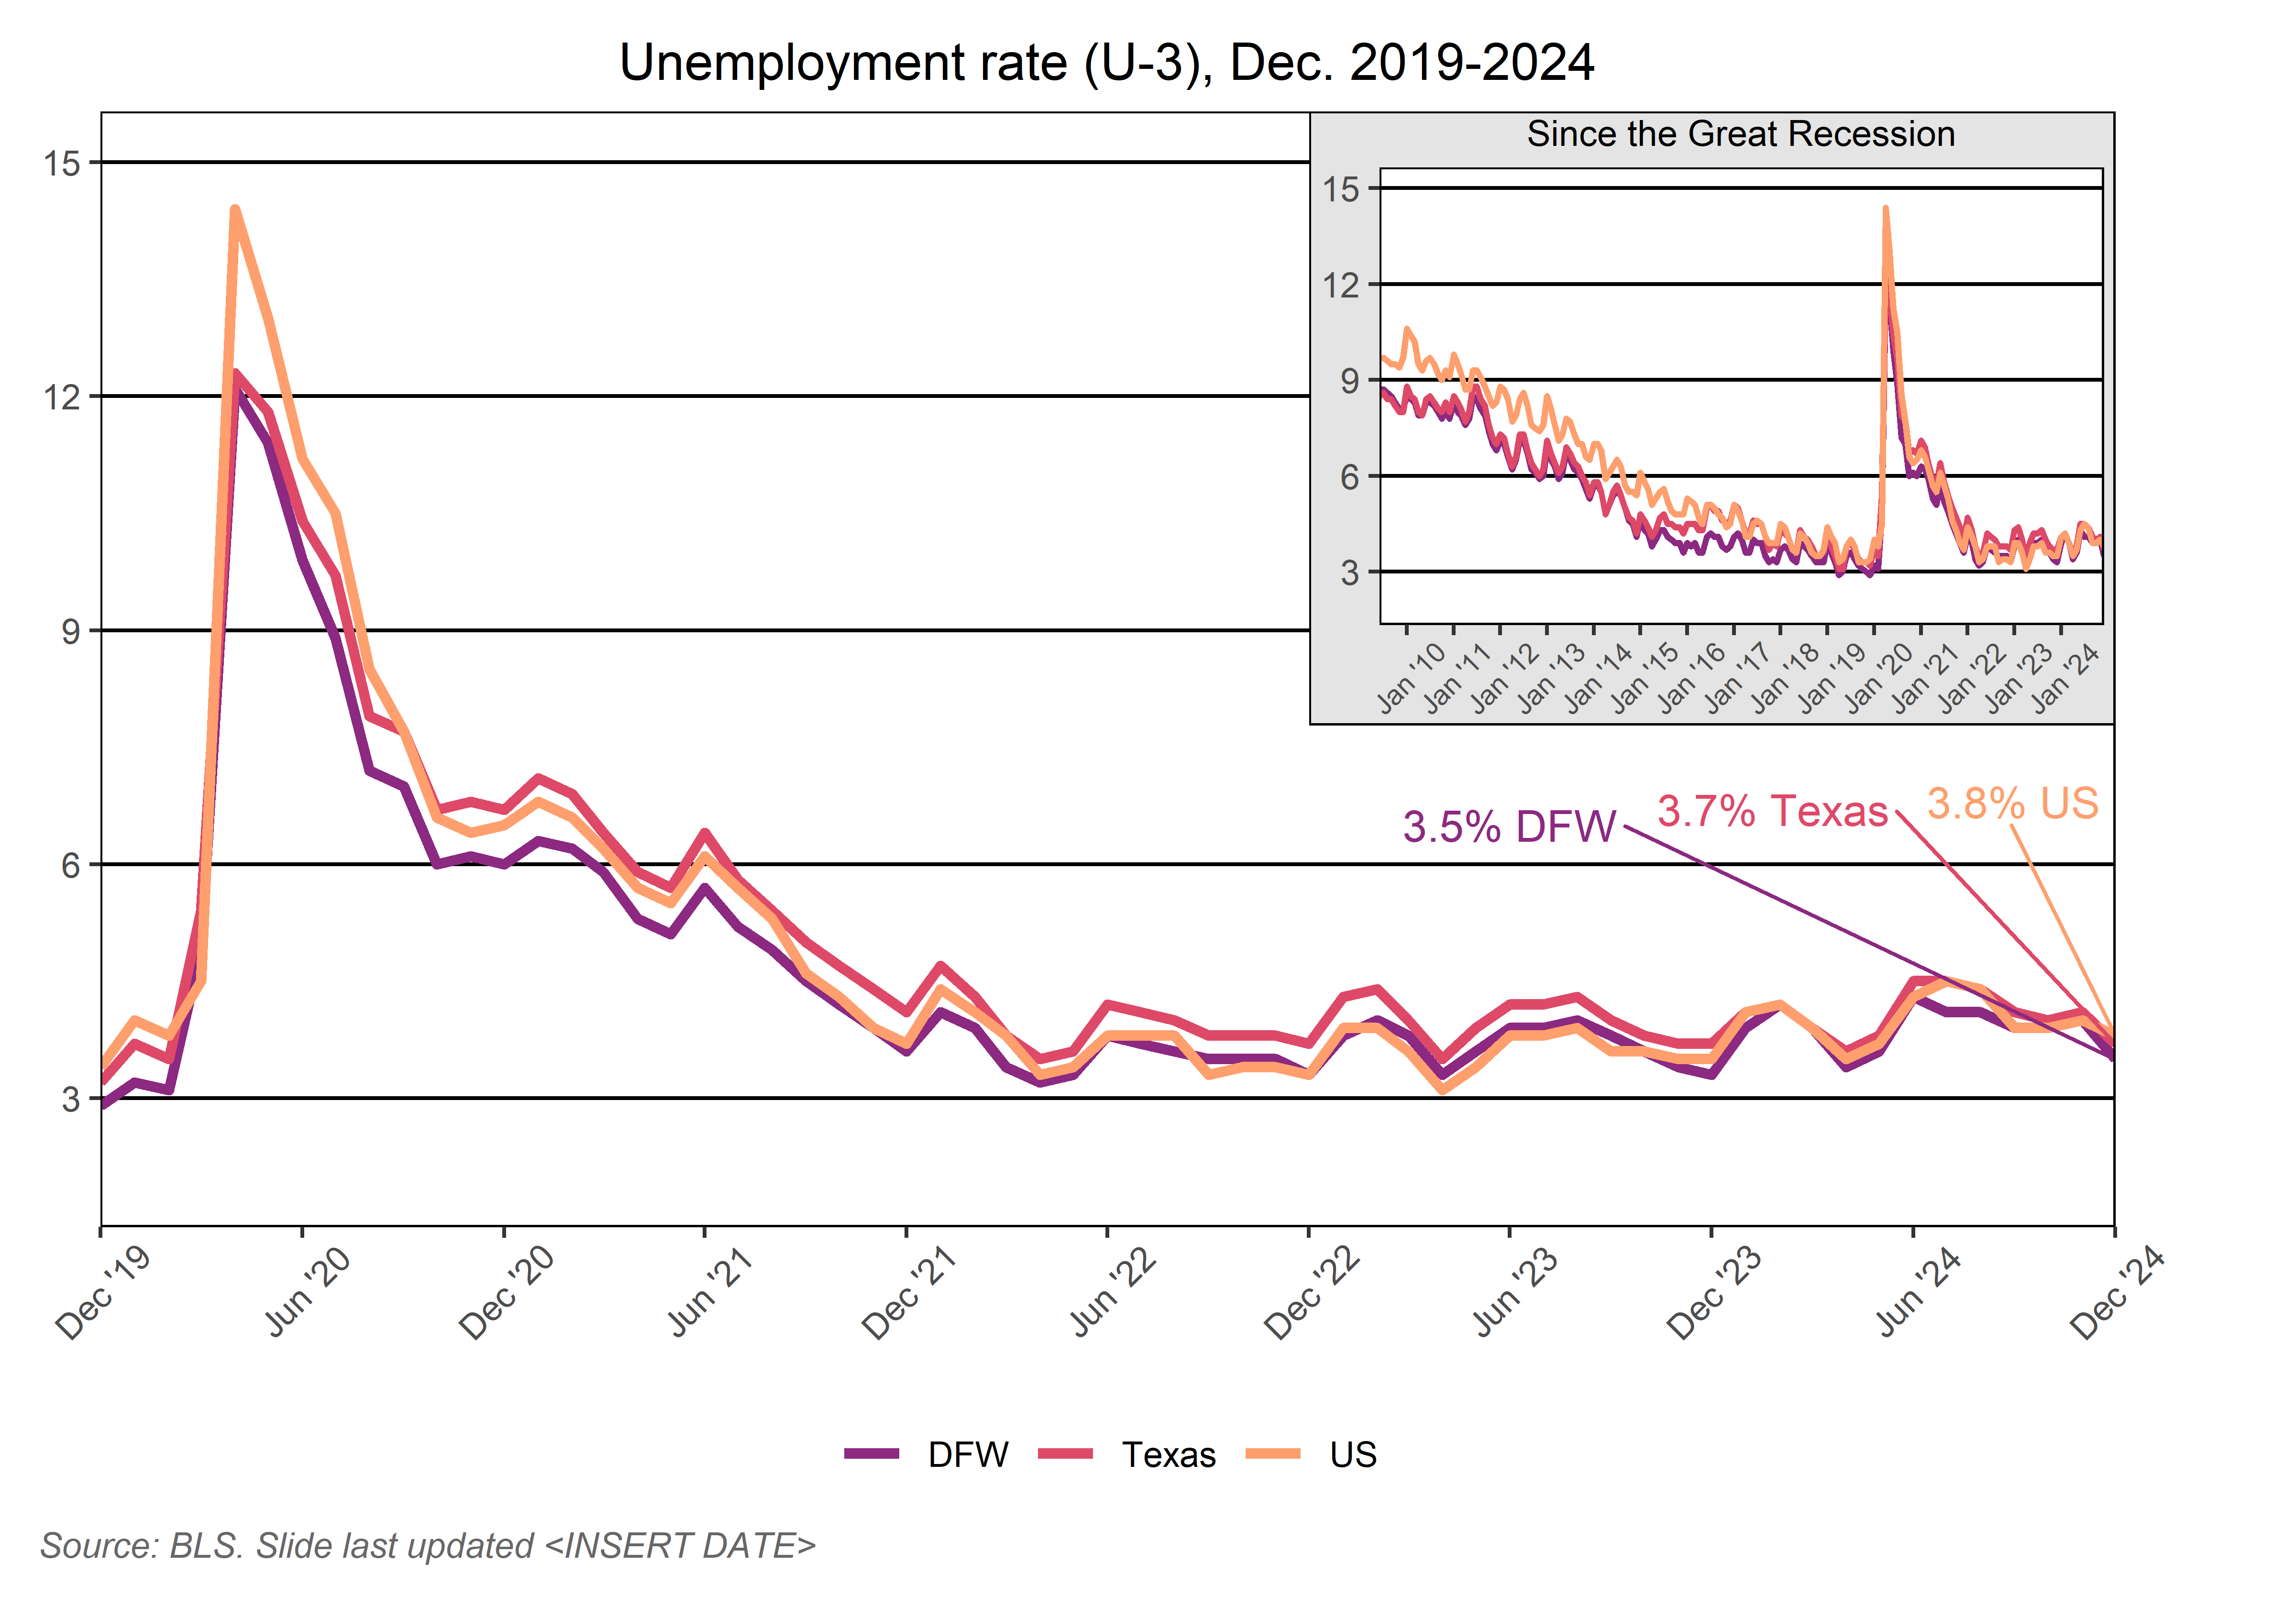 Unemployment rate (U-3), Dec. 2019-2024
Since the Great Recession
15
12
9
6
3
15
12
9
6
3
Jan '10
Jan '11
Jan '12
Jan '13
Jan '14
Jan '15
Jan '16
Jan '17
Jan '18
Jan '19
Jan '20
Jan '21
Jan '22
Jan '23
Jan '24
3.5% DFW
3.7% Texas
3.8% US
Dec '19
Jun '20
Dec '20
Jun '21
Dec '21
Jun '22
Dec '22
Jun '23
Dec '23
Jun '24
Dec '24
DFW
Texas
US
Source: BLS. Slide last updated <INSERT DATE>